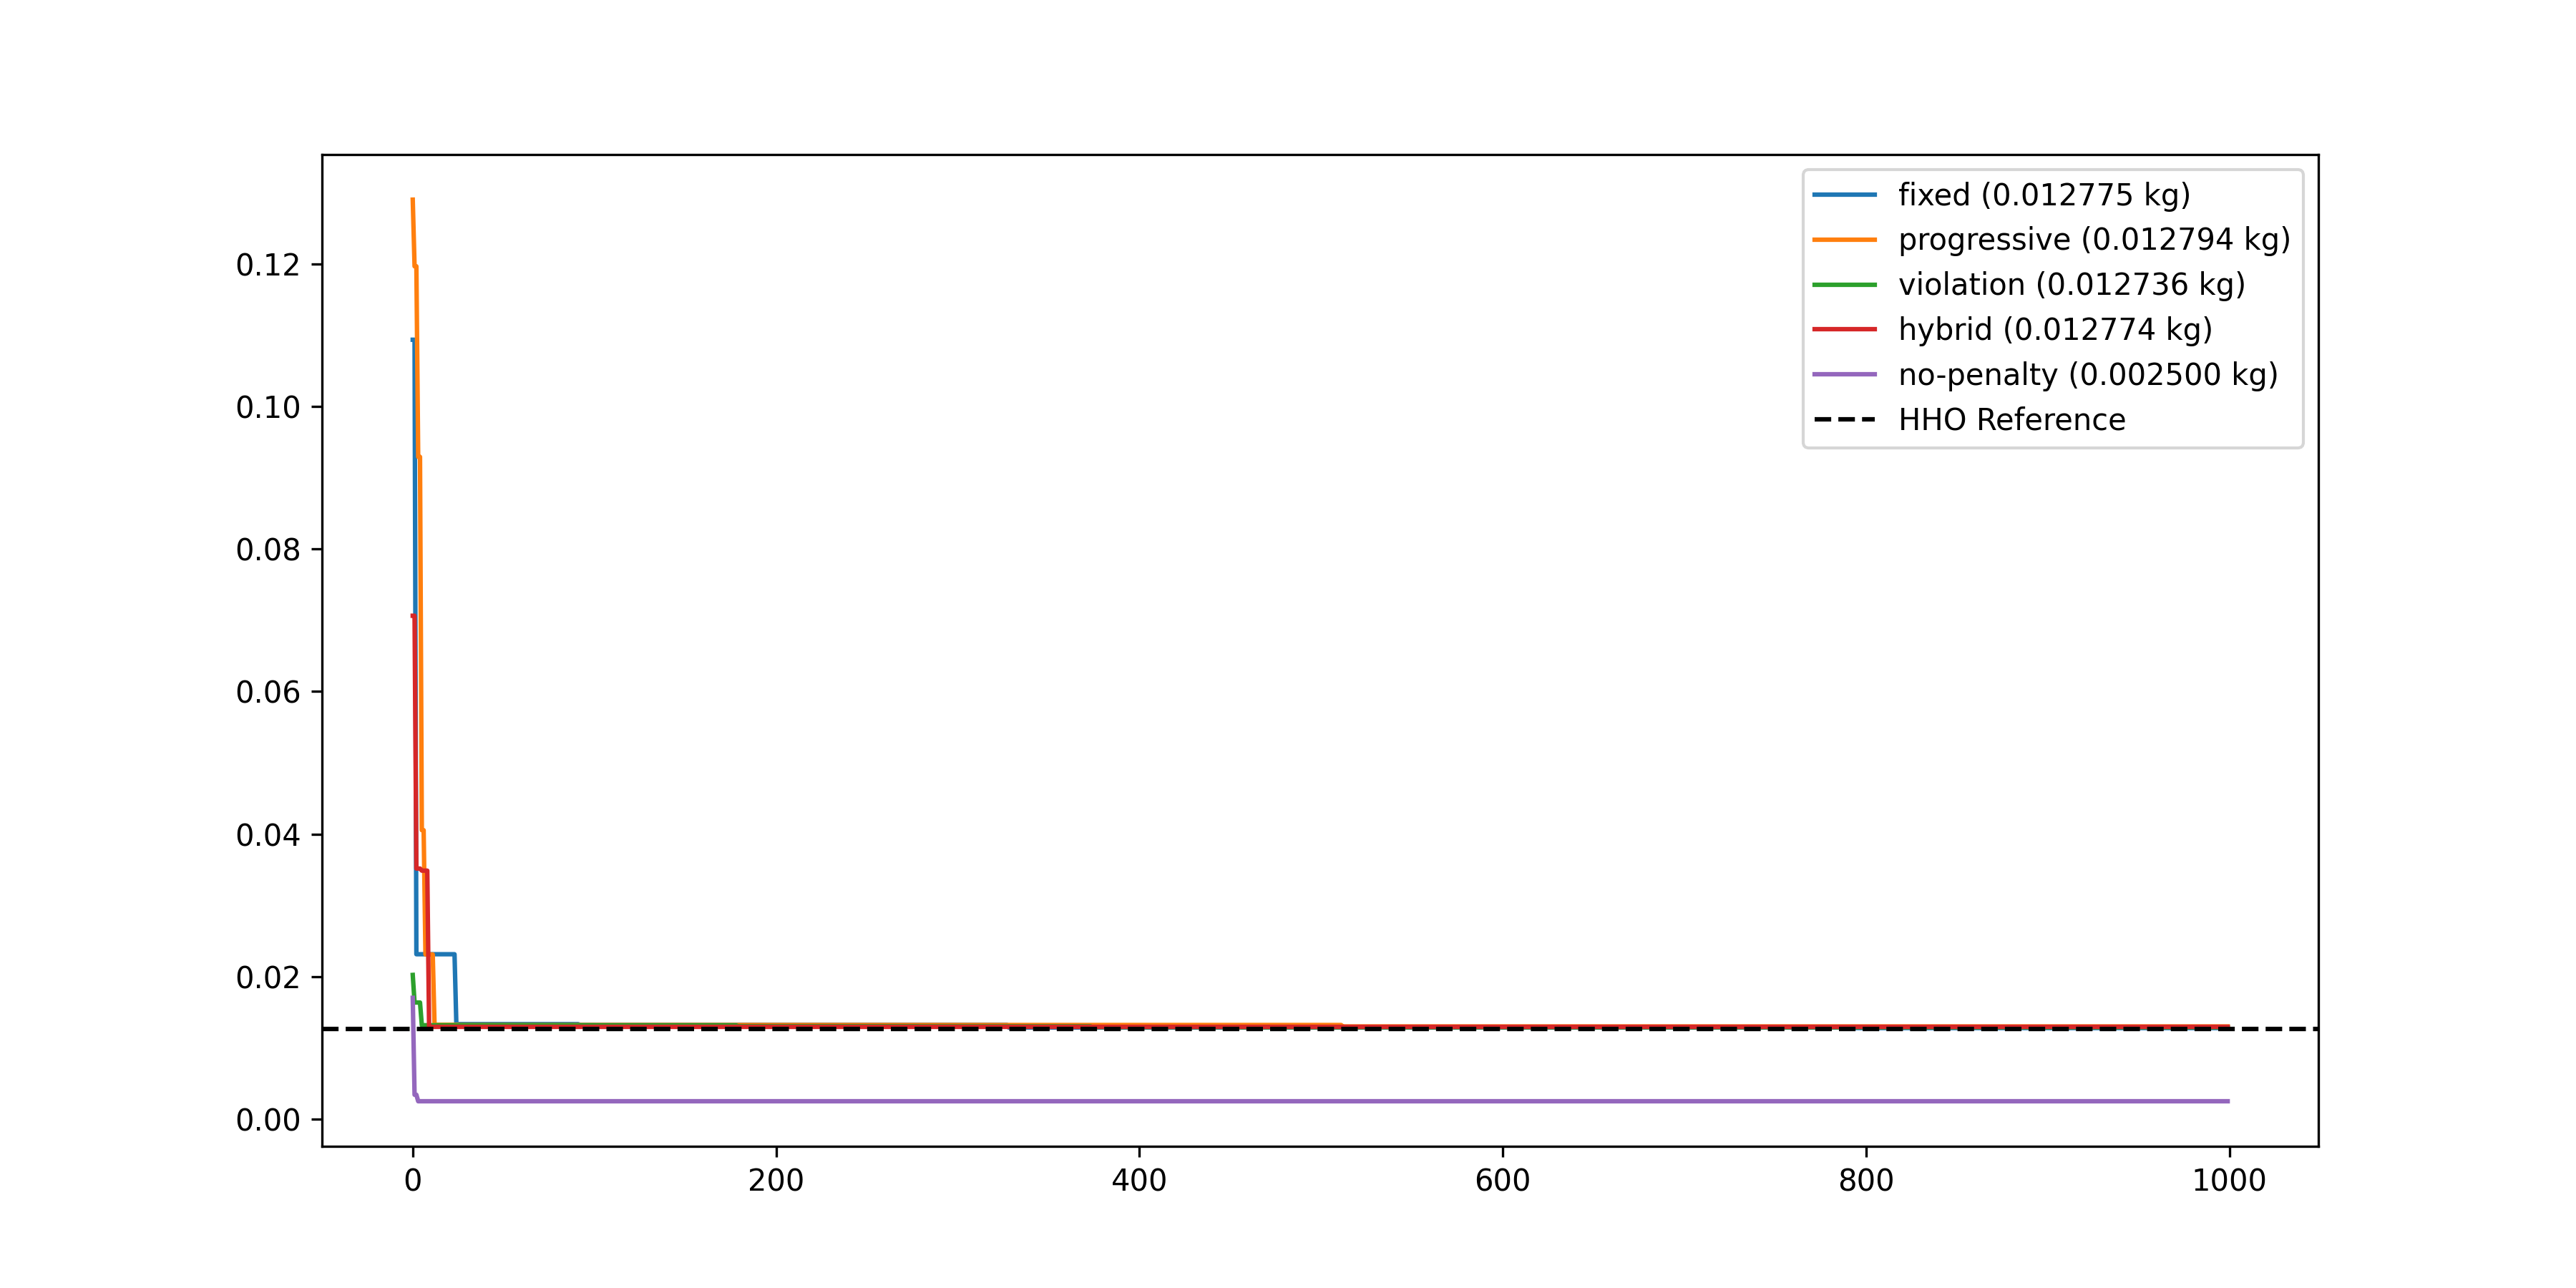 fixed (0.012775 kg)
progressive (0.012794 kg)
violation (0.012736 kg)
hybrid (0.012774 kg)
no-penalty (0.002500 kg)
HHO Reference
0.12
0.10
0.08
0.06
0.04
0.02
0.00
0 200 400 600 800 1000